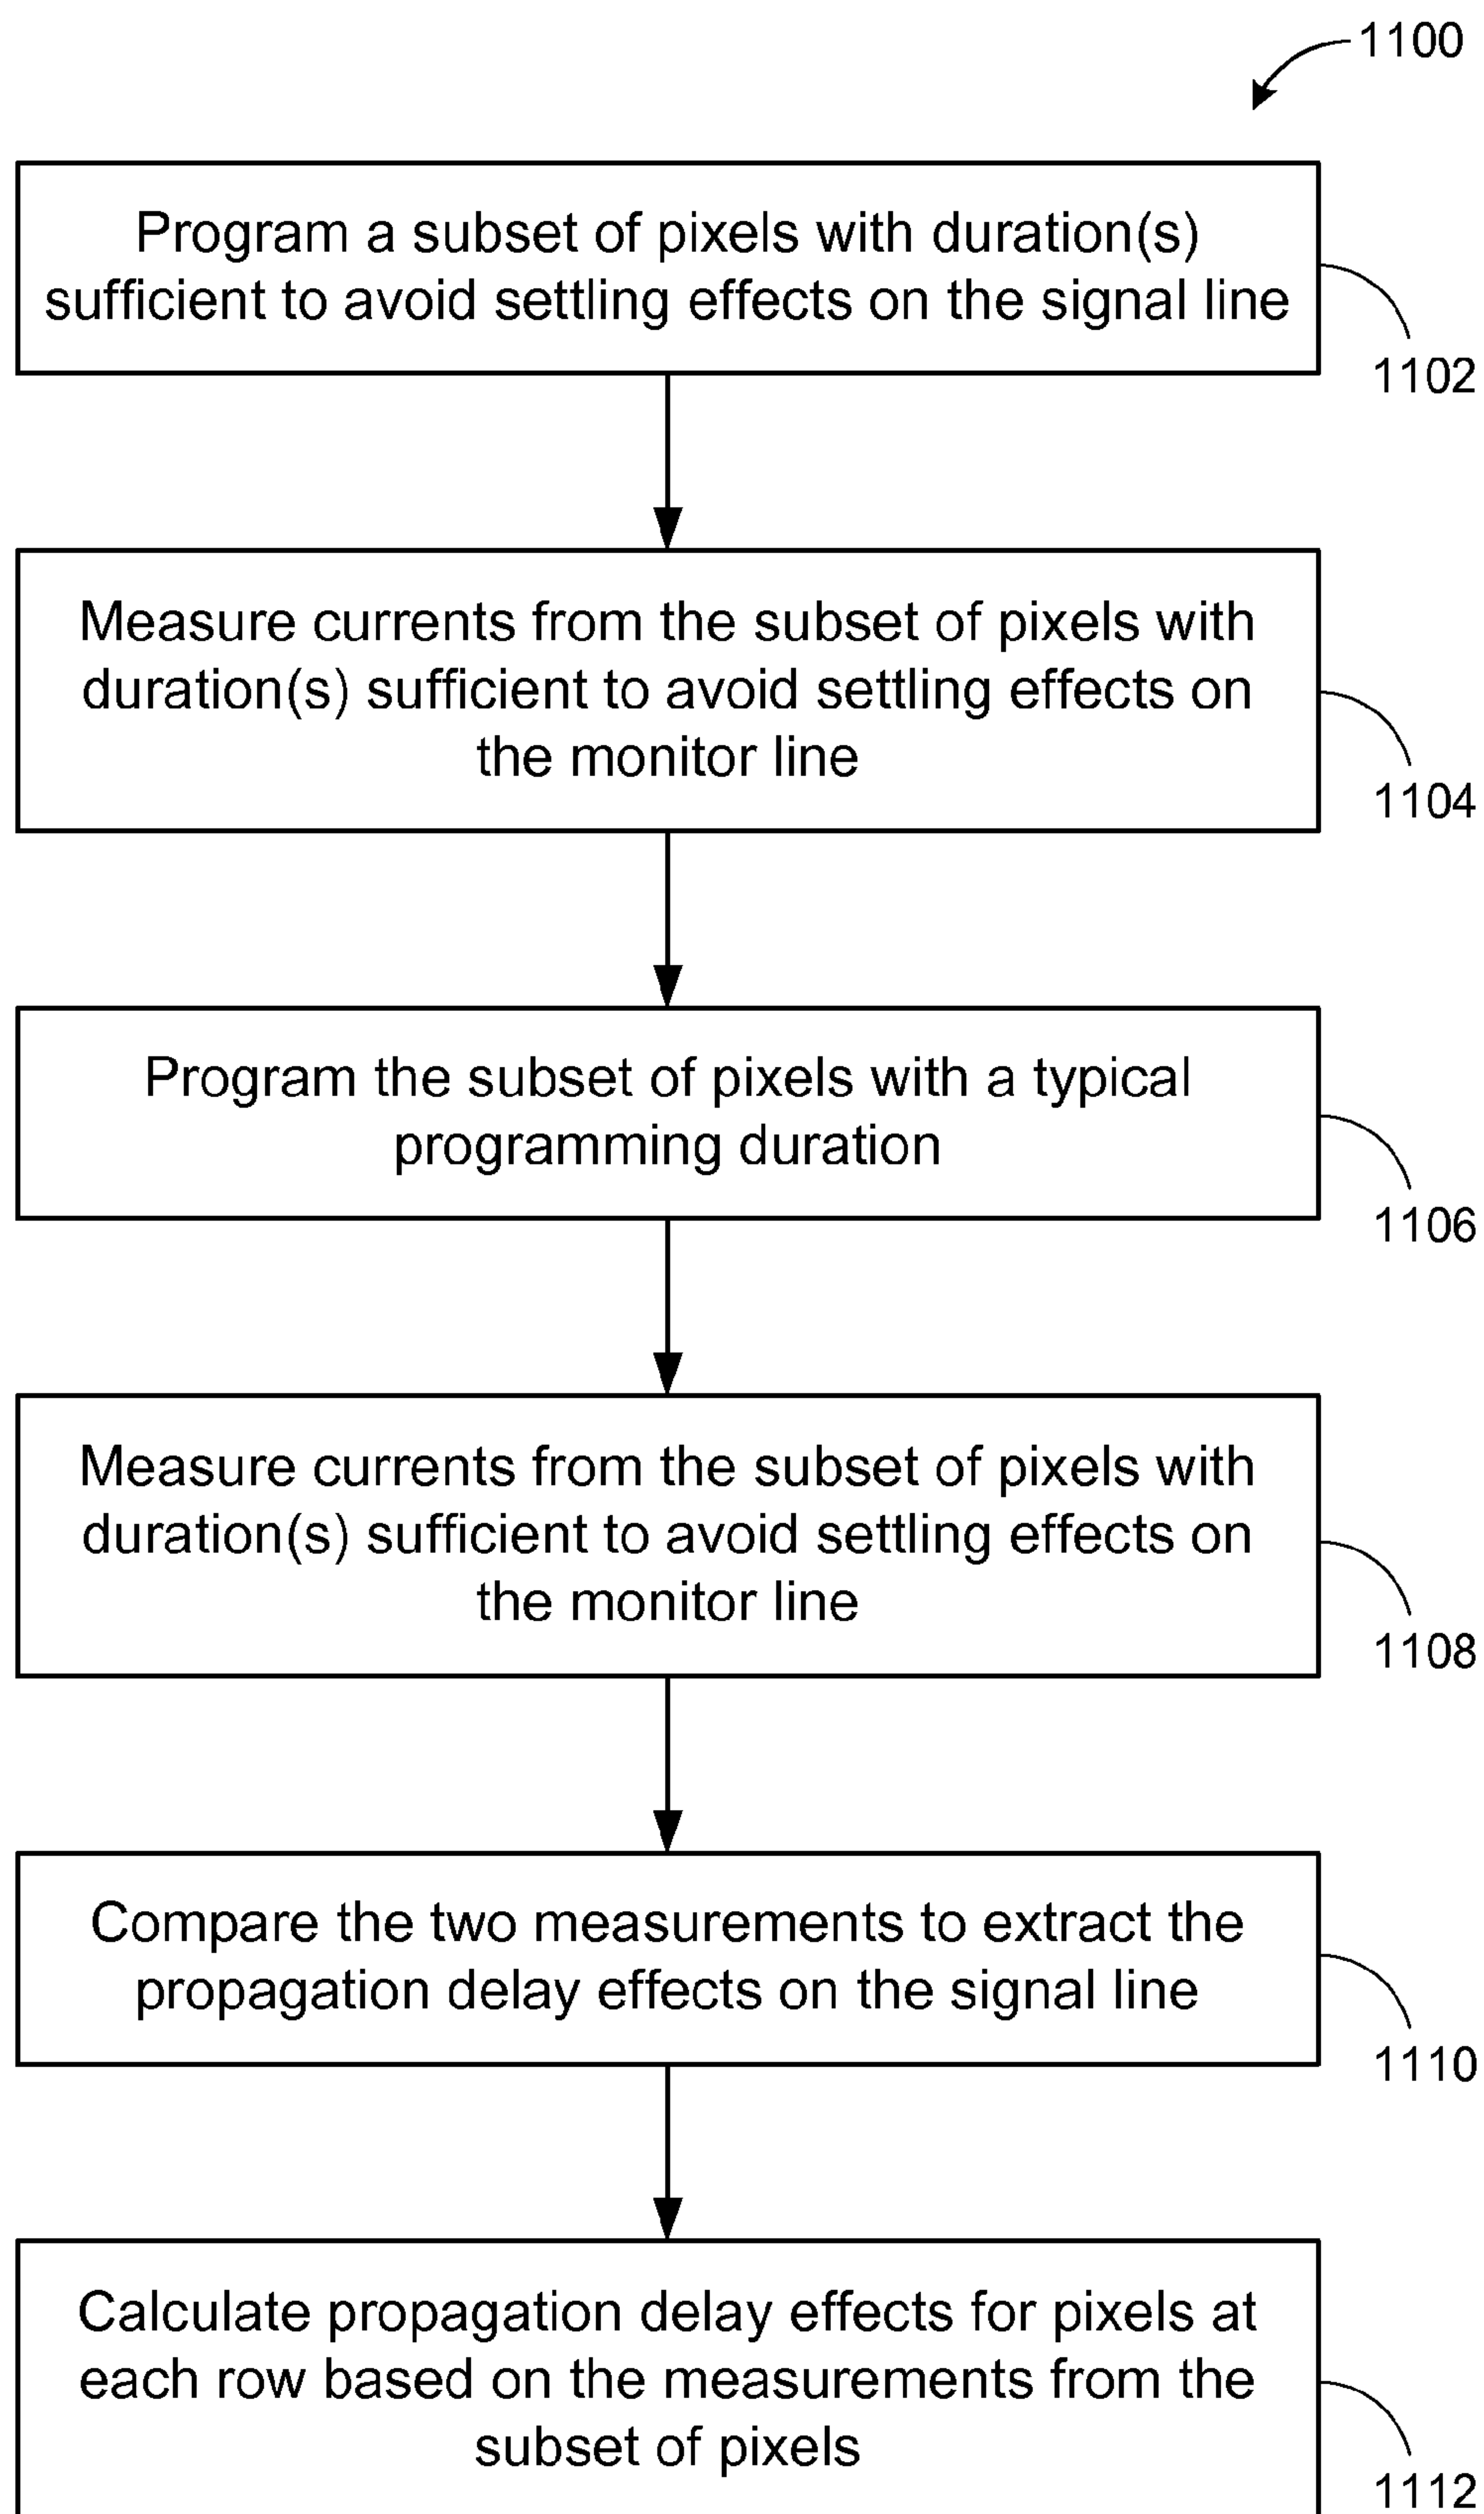 1100
Program a subset of pixels with duration(s)
sufficient to avoid settling effects on the signal line
1102
Measure currents from the subset of pixels with
duration(s) sufficient to avoid settling effects on
the monitor line
1104
Program the subset of pixels with a typical
programming duration
1106
Measure currents from the subset of pixels with
duration(s) sufficient to avoid settling effects on
the monitor line
1108
Compare the two measurements to extract the
propagation delay effects on the signal line
1110
Calculate propagation delay effects for pixels at
each row based on the measurements from the
subset of pixels
1112